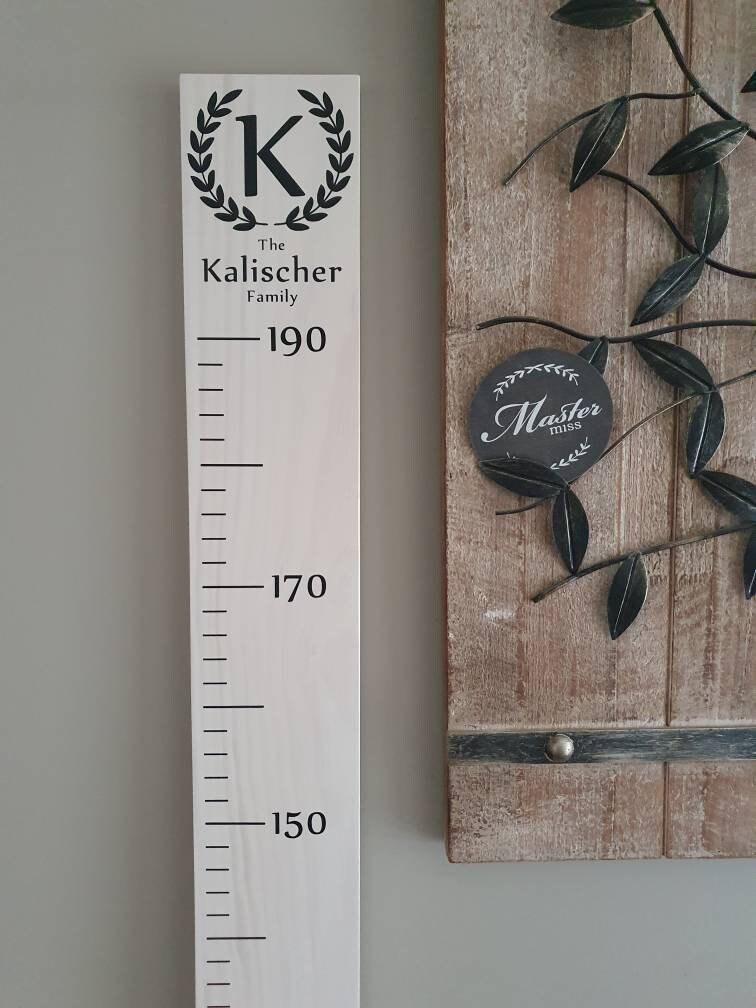 K
The
Kalischer
Family
190
170
150
Master
miss